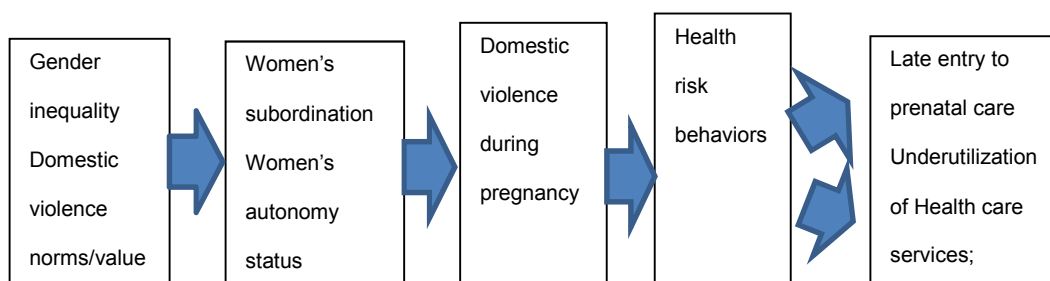 Gender
inequality
Domestic
violence
norms/value
Women's
subordination
Women's
autonomy
status
Domestic
violence
during
pregnancy
Health
risk
behaviors
Late entry to
prenatal care
Underutilization
of Health care
services;